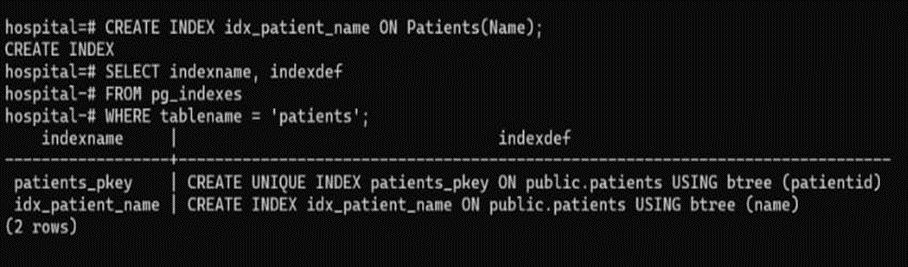 hospital=# CREATE INDEX idx_patient_name ON Patients(Name);
CREATE INDEX
hospital=# SELECT indexname, indexdef
hospital-# FROM pg_indexes
hospital-# WHERE tablename = 'patients';
    indexname     |                                    indexdef
------------------+---------------------------------------------------------------------------------
 patients_pkey    | CREATE UNIQUE INDEX patients_pkey ON public.patients USING btree (patientid)
 idx_patient_name | CREATE INDEX idx_patient_name ON public.patients USING btree (name)
(2 rows)